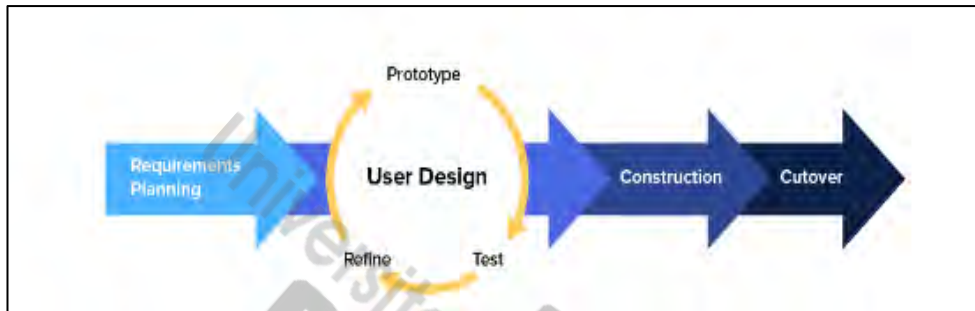 Prototype
Requirements
Planning
User Design
Construction
Cutover
Refine
Test